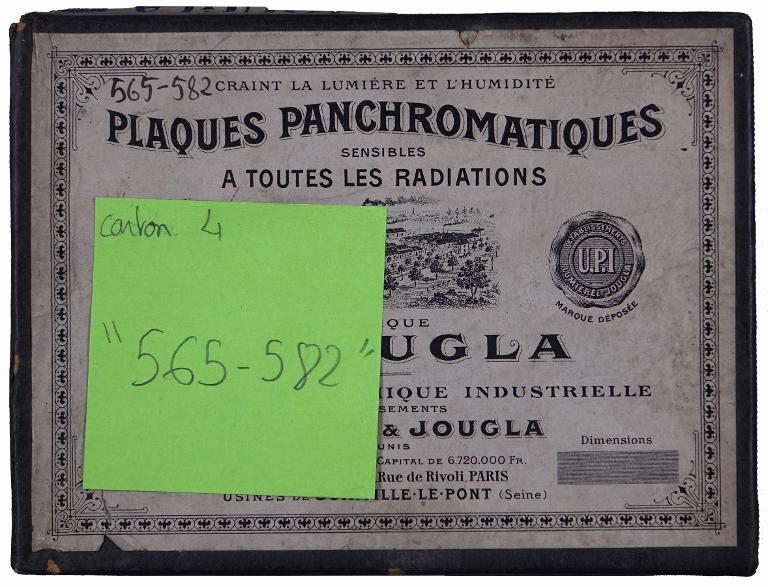 565-582 CRAINT LA LUMIÈRE ET L'HUMIDITÉ
PLAQUES PANCHROMATIQUES
SENSIBLES
A TOUTES LES RADIATIONS
carton 4
"565-582"
ÉTABLISSEMENTS
U.P.I
LUMIÈRE & JOUGLA
MARQUE DÉPOSÉE
QUE
UGLA
IQUE INDUSTRIELLE
SEMENTS
& JOUGLA
UNIS
Dimensions
CAPITAL DE 6.720.000 FR.
Rue de Rivoli, PARIS
USINES DE JOINVILLE-LE-PONT (Seine)